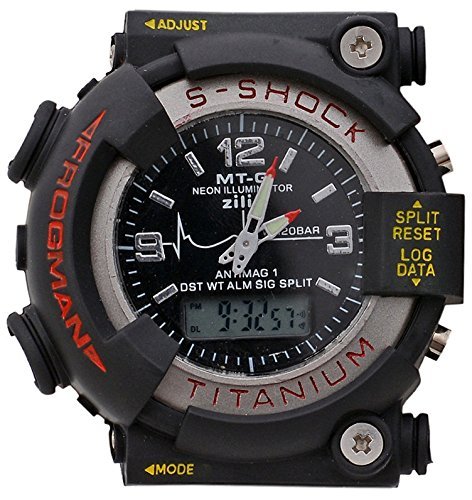 ADJUST
S-SHOCK
FROGMAN
12
MT-G
NEON ILLUMINATOR
zili
20BAR
9
3
ANTIMAG 1
DST WT ALM SIG SPLIT
PM
DL
9:32 57
SPLIT
RESET
LOG
DATA
TITANIUM
MODE